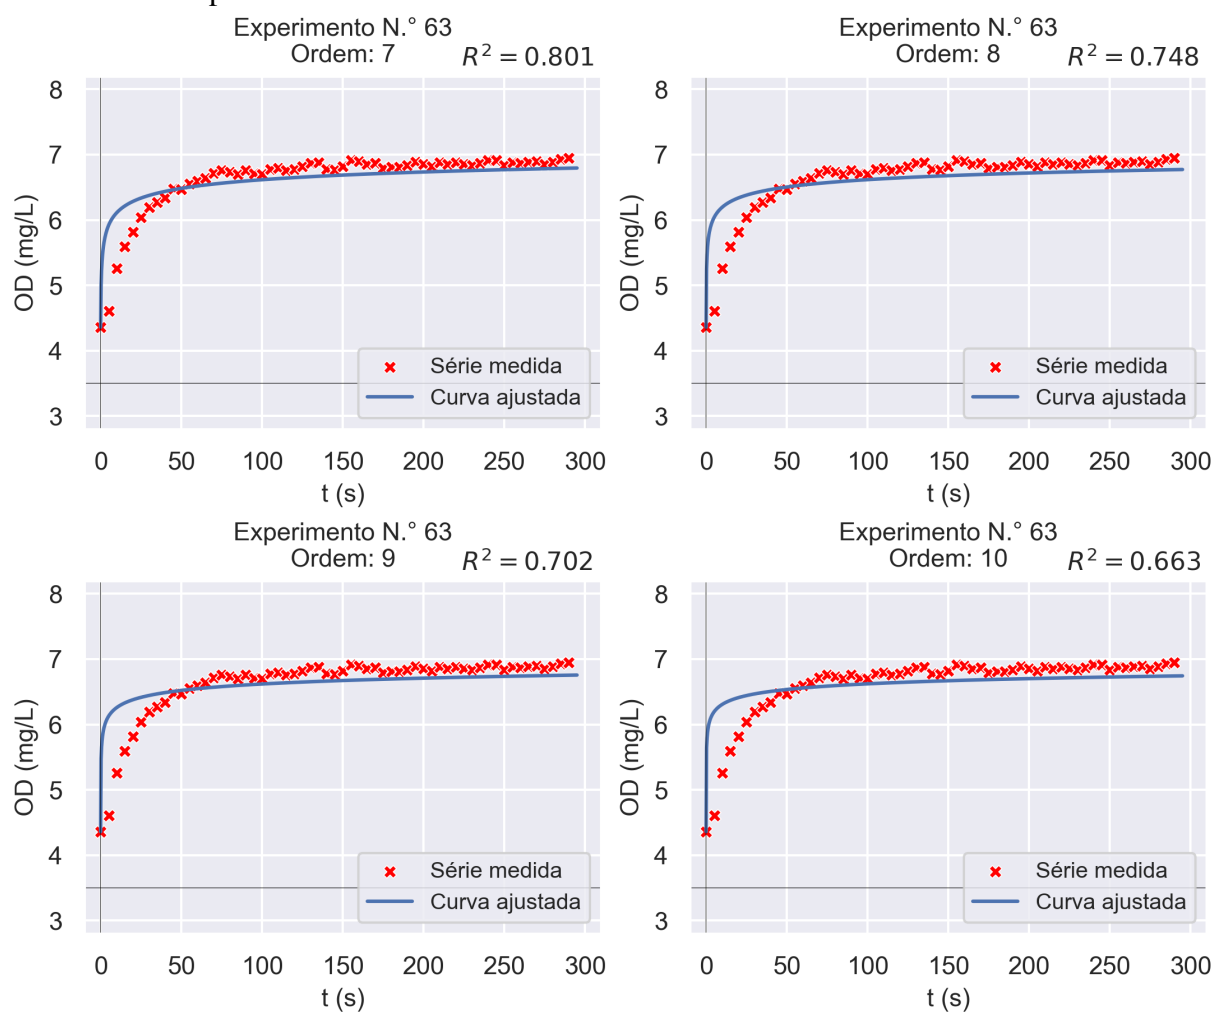 Experimento N.° 63
Ordem: 7 R² = 0.801
8
7
6
5
4
3
OD (mg/L)
Série medida
Curva ajustada
0 50 100 150 200 250 300
t (s)
Experimento N.° 63
Ordem: 8 R² = 0.748
8
7
6
5
4
3
OD (mg/L)
Série medida
Curva ajustada
0 50 100 150 200 250 300
t (s)
Experimento N.° 63
Ordem: 9 R² = 0.702
8
7
6
5
4
3
OD (mg/L)
Série medida
Curva ajustada
0 50 100 150 200 250 300
t (s)
Experimento N.° 63
Ordem: 10 R² = 0.663
8
7
6
5
4
3
OD (mg/L)
Série medida
Curva ajustada
0 50 100 150 200 250 300
t (s)